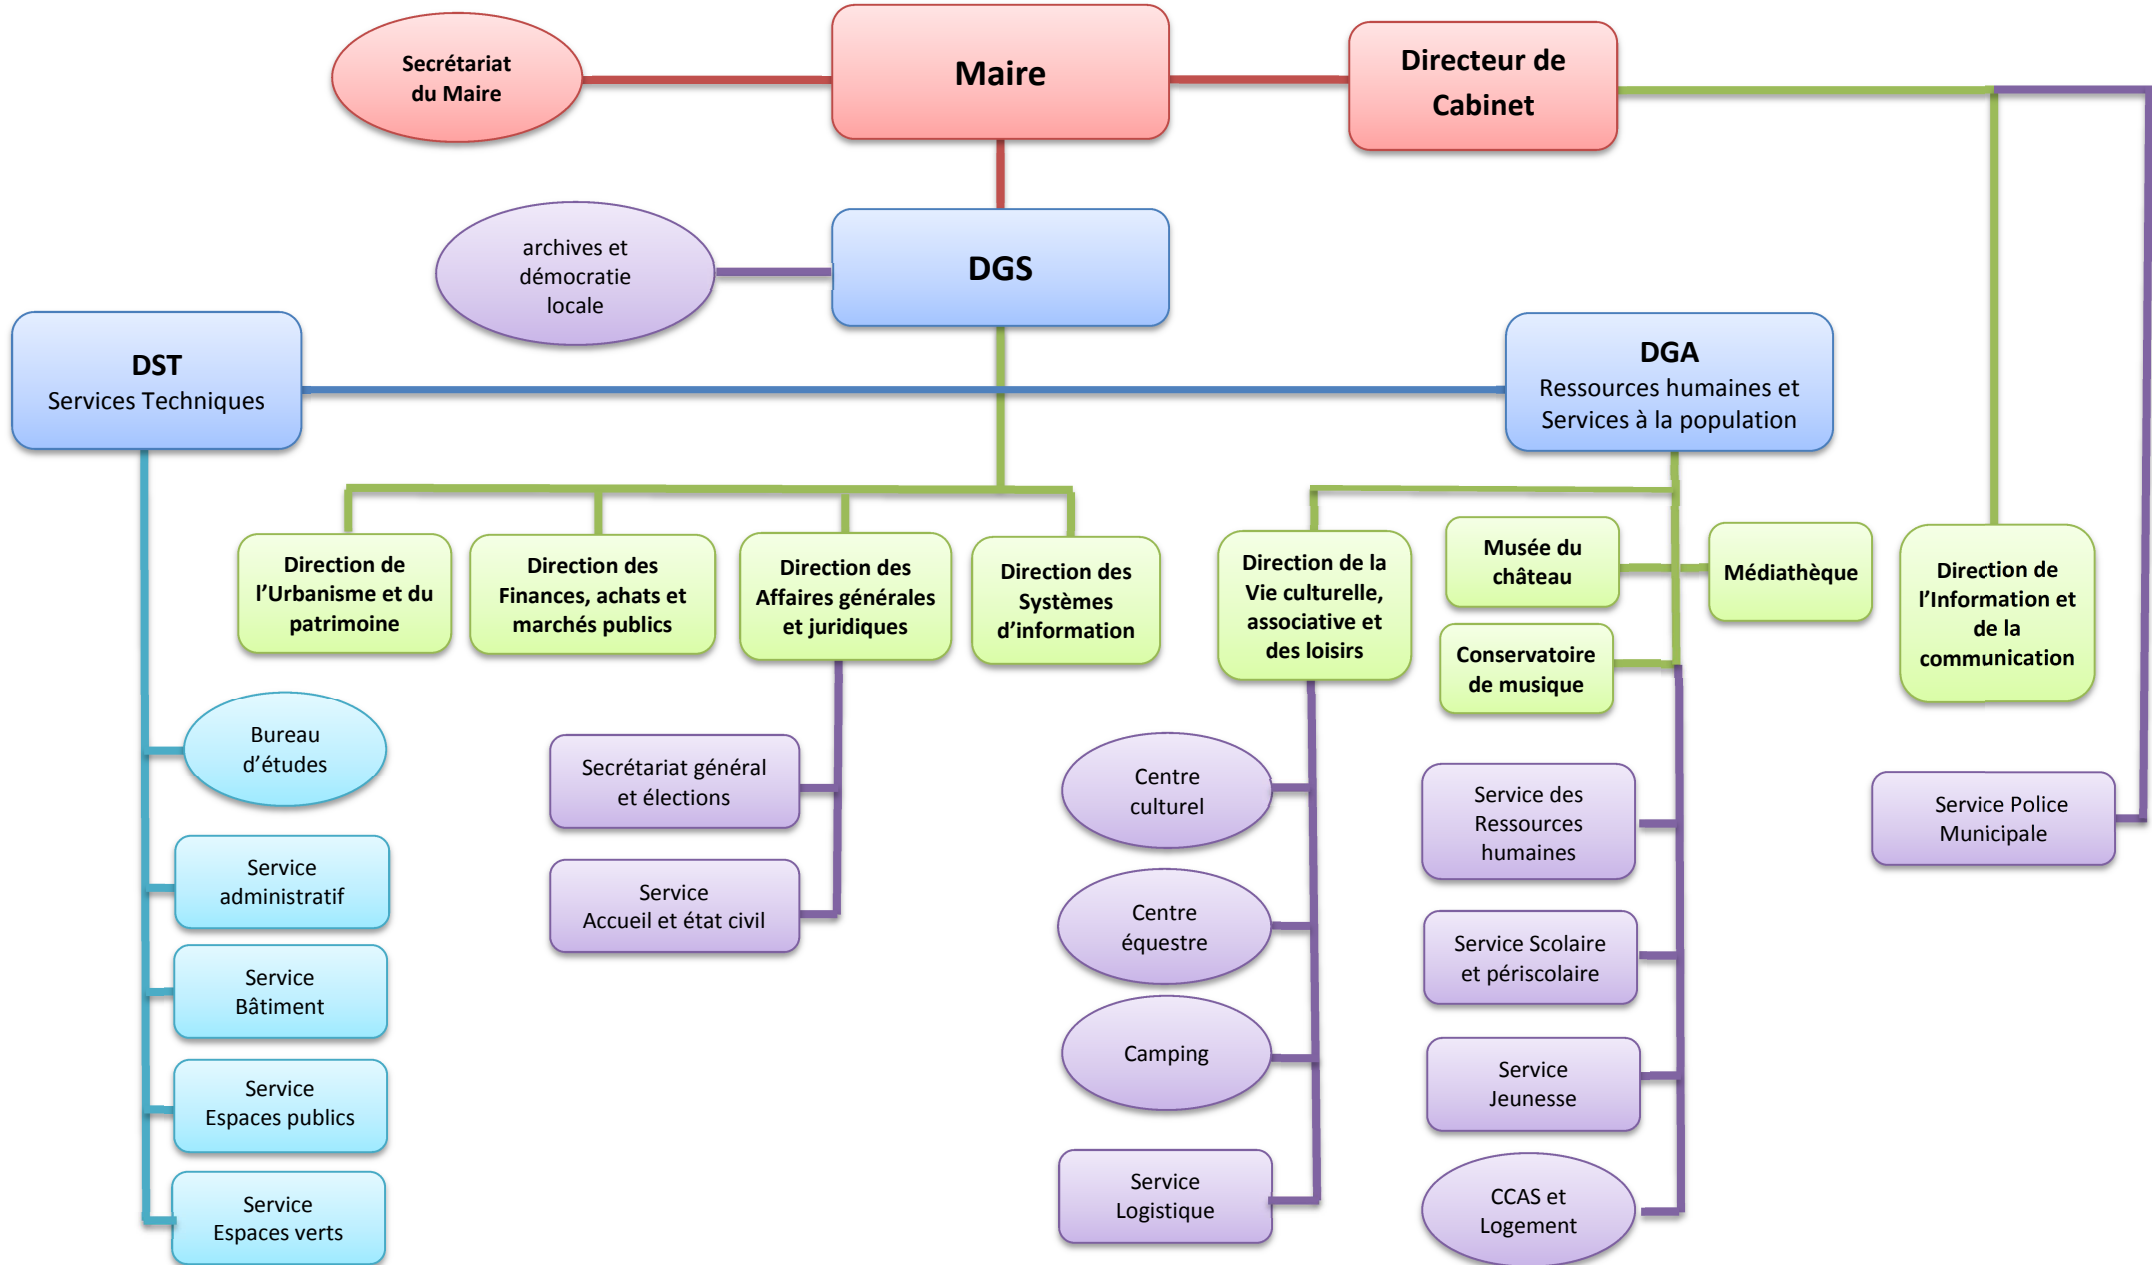 Secrétariat
du Maire
Maire
Directeur de
Cabinet
archives et
démocratie
locale
DGS
DST
Services Techniques
DGA
Ressources humaines et
Services à la population
Direction de
l’Urbanisme et du
patrimoine
Direction des
Finances, achats et
marchés publics
Direction des
Affaires générales
et juridiques
Direction des
Systèmes
d’information
Direction de la
Vie culturelle,
associative et
des loisirs
Musée du
château
Médiathèque
Conservatoire
de musique
Direction de
l’Information et
de la
communication
Bureau
d’études
Service
administratif
Service
Bâtiment
Service
Espaces publics
Service
Espaces verts
Secrétariat général
et élections
Service
Accueil et état civil
Centre
culturel
Centre
équestre
Camping
Service
Logistique
Service des
Ressources
humaines
Service Scolaire
et périscolaire
Service
Jeunesse
CCAS et
Logement
Service Police
Municipale